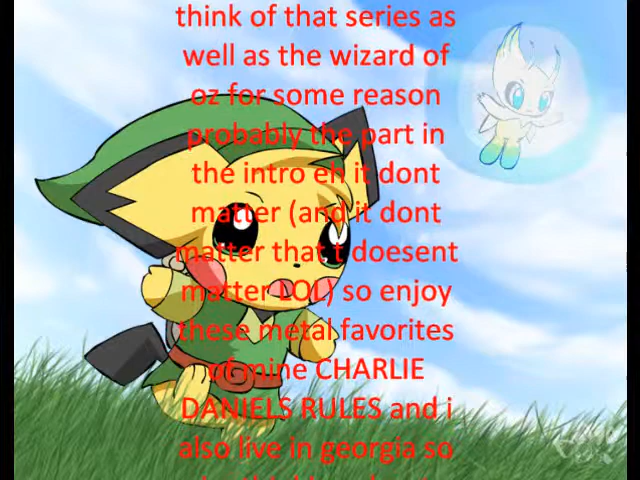 think of that series as
well as the wizard of
oz for some reason
probably the part in
the intro eh it dont
matter (and it dont
matter that t doesent
matter LOL) so enjoy
these metal favorites
of mine CHARLIE
DANIELS RULES and i
also live in georgia so